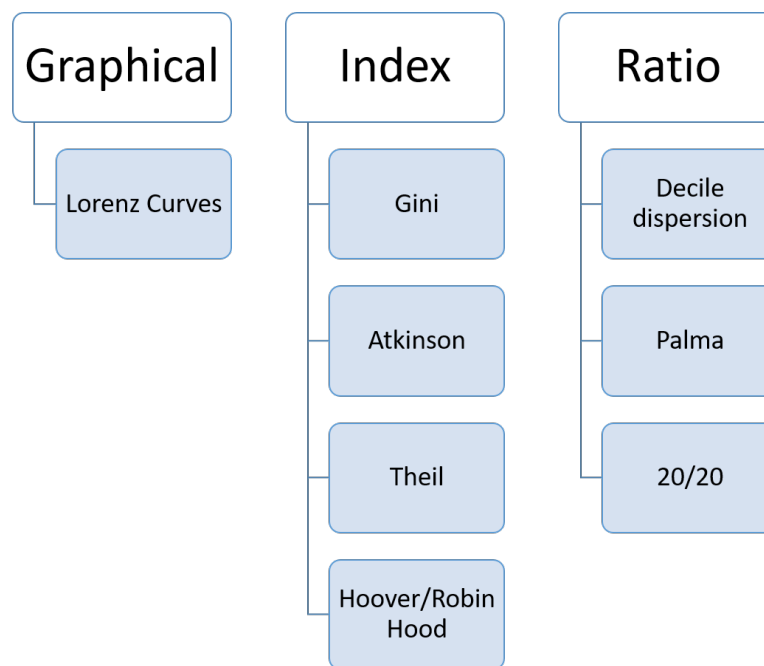 Graphical
Lorenz Curves
Index
Gini
Atkinson
Theil
Hoover/Robin
Hood
Ratio
Decile
dispersion
Palma
20/20